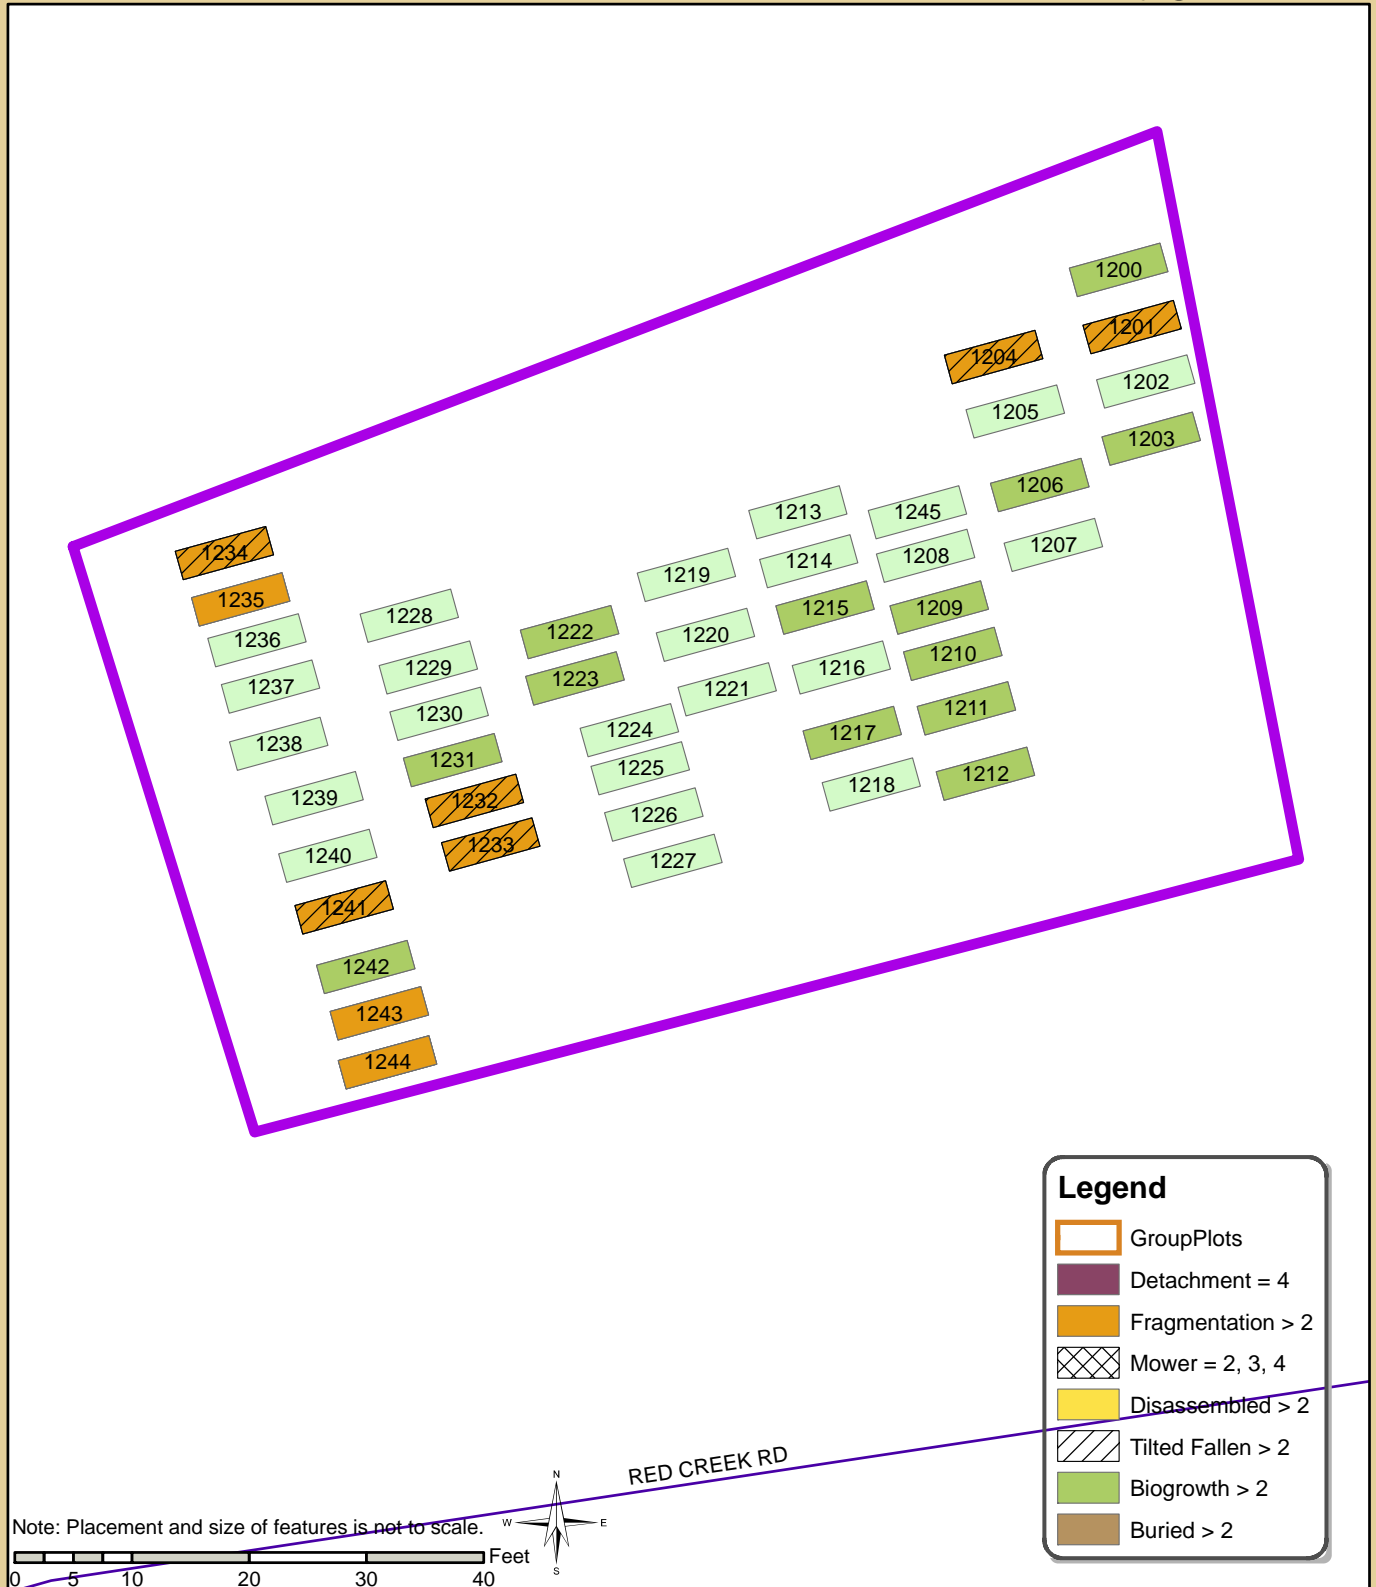 1200
1201
1204
1202
1205
1203
1206
1213
1245
1207
1208
1214
1234
1219
1235
1215
1209
1228
1222
1220
1236
1210
1229
1216
1223
1237
1221
1211
1230
1224
1217
1238
1231
1225
1212
1218
1239
1232
1226
1233
1240
1227
1241
1242
1243
1244
Legend
GroupPlots
Detachment = 4
Fragmentation > 2
Mower = 2, 3, 4
Disassembled > 2
Tilted Fallen > 2
Biogrowth > 2
Buried > 2
RED CREEK RD
N
W E
S
Note: Placement and size of features is not to scale.
Feet
0 5 10 20 30 40